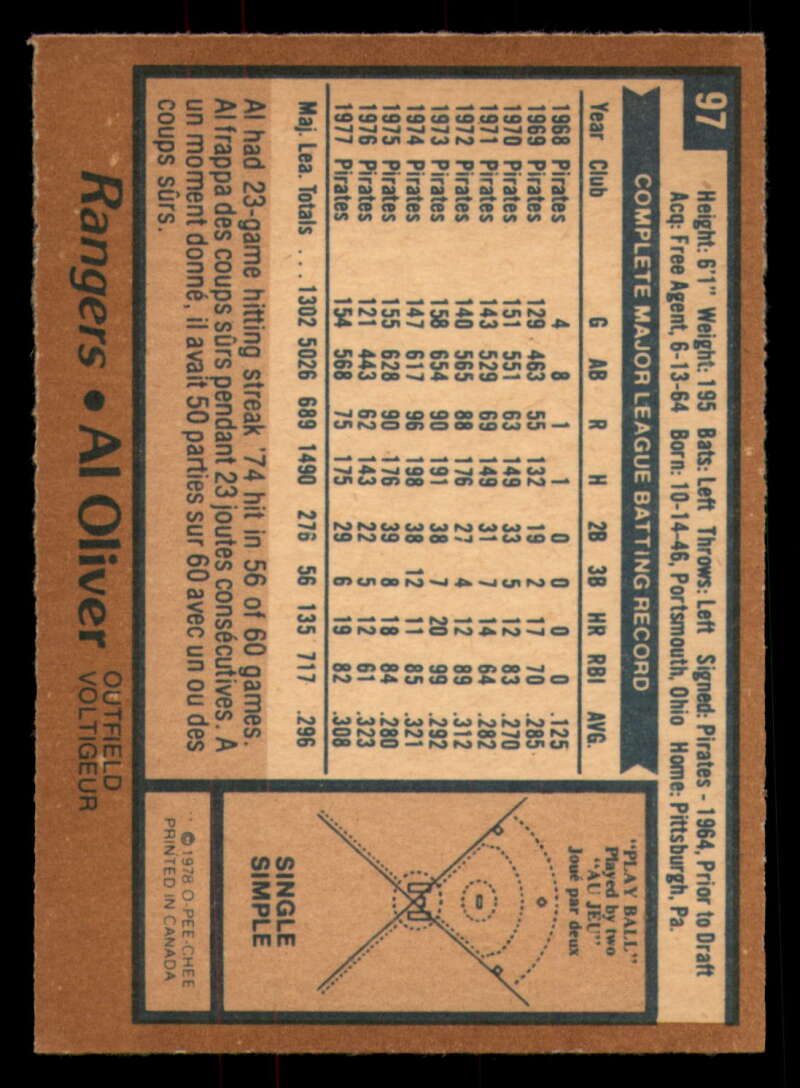 97
Height: 6'1" Weight: 195 Bats: Left Throws: Left Signed: Pirates - 1964, Prior to Draft
Acq: Free Agent, 6-13-64 Born: 10-14-46, Portsmouth, Ohio Home: Pittsburgh, Pa.
COMPLETE MAJOR LEAGUE BATTING RECORD
Year Club G AB R H 2B 3B HR RBI AVG.
1968 Pirates 4 8 1 1 0 0 0 0 .125
1969 Pirates 129 463 55 132 19 2 17 70 .285
1970 Pirates 151 551 63 149 33 5 12 83 .270
1971 Pirates 143 529 69 149 31 7 14 64 .282
1972 Pirates 140 565 88 176 27 4 12 89 .312
1973 Pirates 158 654 90 191 38 7 20 99 .292
1974 Pirates 147 617 96 198 38 12 11 85 .321
1975 Pirates 155 628 90 176 39 8 18 84 .280
1976 Pirates 121 443 62 143 22 5 12 61 .323
1977 Pirates 154 568 75 175 29 6 19 82 .308
Maj. Lea. Totals ... 1302 5026 689 1490 276 56 135 717 .296
Al had 23-game hitting streak '74 hit in 56 of 60 games.
Al frappa des coups sûrs pendant 23 joutes consécutives. A
un moment donné, il avait 50 parties sur 60 avec un ou des
coups sûrs.
"PLAY BALL"
Played by two
"AU JEU"
Joué par deux
SINGLE
SIMPLE
©1978 O-PEE-CHEE
PRINTED IN CANADA
Rangers • Al Oliver OUTFIELD
VOLTIGEUR